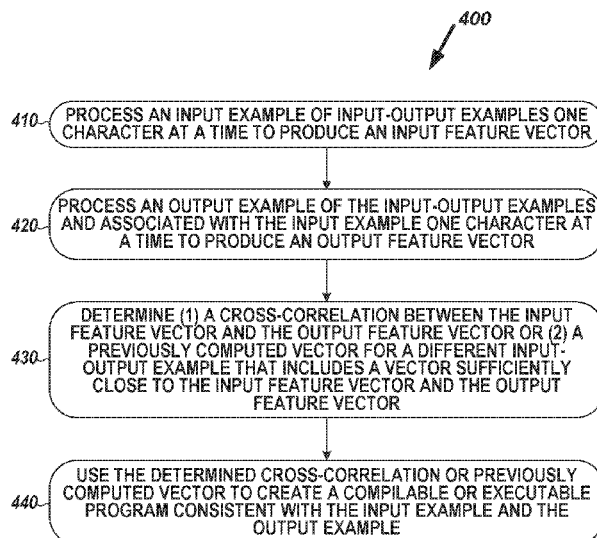 400
410
PROCESS AN INPUT EXAMPLE OF INPUT-OUTPUT EXAMPLES ONE
CHARACTER AT A TIME TO PRODUCE AN INPUT FEATURE VECTOR
420
PROCESS AN OUTPUT EXAMPLE OF THE INPUT-OUTPUT EXAMPLES
AND ASSOCIATED WITH THE INPUT EXAMPLE ONE CHARACTER AT
A TIME TO PRODUCE AN OUTPUT FEATURE VECTOR
430
DETERMINE (1) A CROSS-CORRELATION BETWEEN THE INPUT
FEATURE VECTOR AND THE OUTPUT FEATURE VECTOR OR (2) A
PREVIOUSLY COMPUTED VECTOR FOR A DIFFERENT INPUT-
OUTPUT EXAMPLE THAT INCLUDES A VECTOR SUFFICIENTLY
CLOSE TO THE INPUT FEATURE VECTOR AND THE OUTPUT
FEATURE VECTOR
440
USE THE DETERMINED CROSS-CORRELATION OR PREVIOUSLY
COMPUTED VECTOR TO CREATE A COMPILABLE OR EXECUTABLE
PROGRAM CONSISTENT WITH THE INPUT EXAMPLE AND THE
OUTPUT EXAMPLE